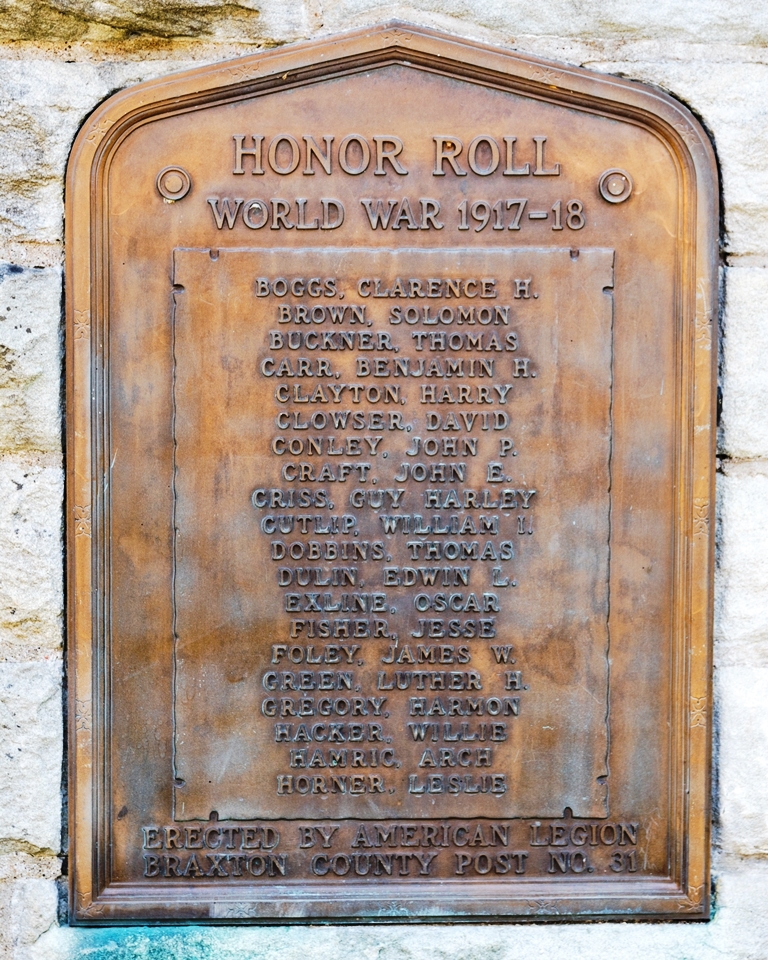 HONOR ROLL
WORLD WAR 1917-18
BOGGS, CLARENCE H.
BROWN, SOLOMON
BUCKNER, THOMAS
CARR, BENJAMIN H.
CLAYTON, HARRY
CLOWSER, DAVID
CONLEY, JOHN P.
CRAFT, JOHN E.
CRISS, GUY HARLEY
CUTLIP, WILLIAM I.
DOBBINS, THOMAS
DULIN, EDWIN L.
EXLINE, OSCAR
FISHER, JESSE
FOLEY, JAMES W.
GREEN, LUTHER H.
GREGORY, HARMON
HACKER, WILLIE
HAMRIC, ARCH
HORNER, LESLIE
ERECTED BY AMERICAN LEGION
BRAXTON COUNTY POST NO. 31